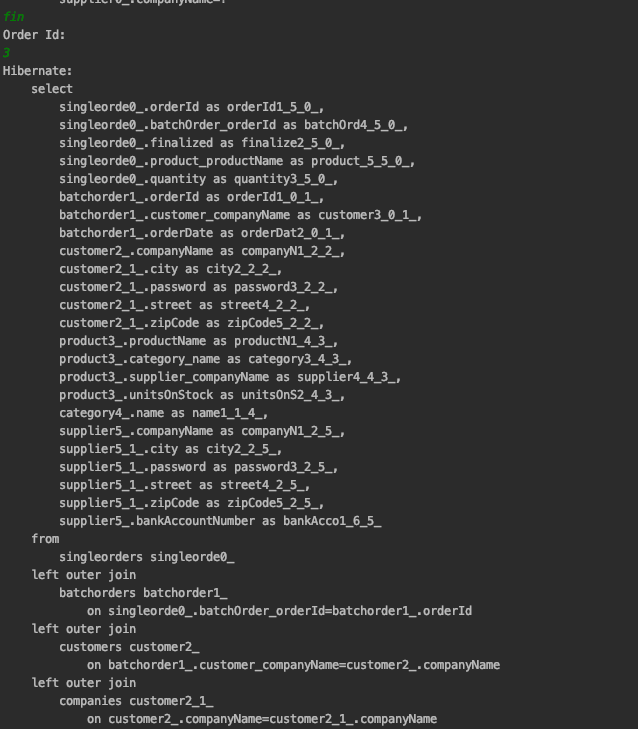 supplier0_.companyName=?
fin
Order Id:
3
Hibernate:
    select
        singleorde0_.orderId as orderId1_5_0_,
        singleorde0_.batchOrder_orderId as batchOrd4_5_0_,
        singleorde0_.finalized as finalize2_5_0_,
        singleorde0_.product_productName as product_5_5_0_,
        singleorde0_.quantity as quantity3_5_0_,
        batchorder1_.orderId as orderId1_0_1_,
        batchorder1_.customer_companyName as customer3_0_1_,
        batchorder1_.orderDate as orderDat2_0_1_,
        customer2_.companyName as companyN1_2_2_,
        customer2_1_.city as city2_2_2_,
        customer2_1_.password as password3_2_2_,
        customer2_1_.street as street4_2_2_,
        customer2_1_.zipCode as zipCode5_2_2_,
        product3_.productName as productN1_4_3_,
        product3_.category_name as category3_4_3_,
        product3_.supplier_companyName as supplier4_4_3_,
        product3_.unitsOnStock as unitsOnS2_4_3_,
        category4_.name as name1_1_4_,
        supplier5_.companyName as companyN1_2_5_,
        supplier5_1_.city as city2_2_5_,
        supplier5_1_.password as password3_2_5_,
        supplier5_1_.street as street4_2_5_,
        supplier5_1_.zipCode as zipCode5_2_5_,
        supplier5_.bankAccountNumber as bankAcco1_6_5_
    from
        singleorders singleorde0_
    left outer join
        batchorders batchorder1_
            on singleorde0_.batchOrder_orderId=batchorder1_.orderId
    left outer join
        customers customer2_
            on batchorder1_.customer_companyName=customer2_.companyName
    left outer join
        companies customer2_1_
            on customer2_.companyName=customer2_1_.companyName